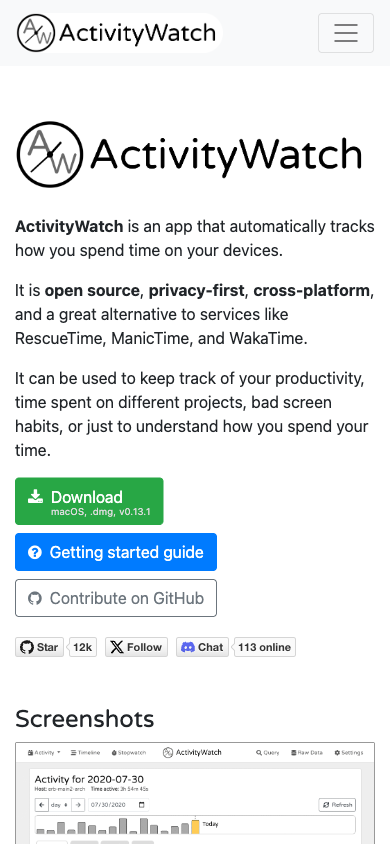 AW ActivityWatch
AW ActivityWatch
ActivityWatch is an app that automatically tracks
how you spend time on your devices.
It is open source, privacy-first, cross-platform,
and a great alternative to services like
RescueTime, ManicTime, and WakaTime.
It can be used to keep track of your productivity,
time spent on different projects, bad screen
habits, or just to understand how you spend your
time.
Download
macOS, .dmg, v0.13.1
Getting started guide
Contribute on GitHub
Star 12k Follow Chat 113 online
Screenshots
Activity Timeline Stopwatch ActivityWatch Query Raw Data Settings
Activity for 2020-07-30
Host: erb-main2-arch Time active: 3h 54m 45s
day 07/30/2020 Refresh
Today